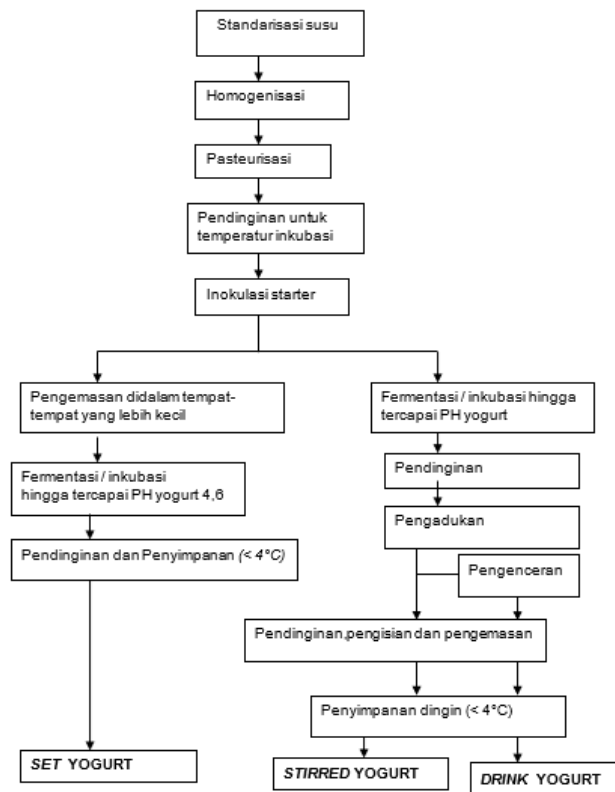 Standarisasi susu
Homogenisasi
Pasteurisasi
Pendinginan untuk
temperatur inkubasi
Inokulasi starter
Pengemasan didalam tempat-
tempat yang lebih kecil
Fermentasi / inkubasi
hingga tercapai PH yogurt 4,6
Pendinginan dan Penyimpanan (< 4°C)
SET YOGURT
Fermentasi / inkubasi hingga
tercapai PH yogurt
Pendinginan
Pengadukan
Pengenceran
Pendinginan,pengisian dan pengemasan
Penyimpanan dingin (< 4°C)
STIRRED YOGURT
DRINK YOGURT